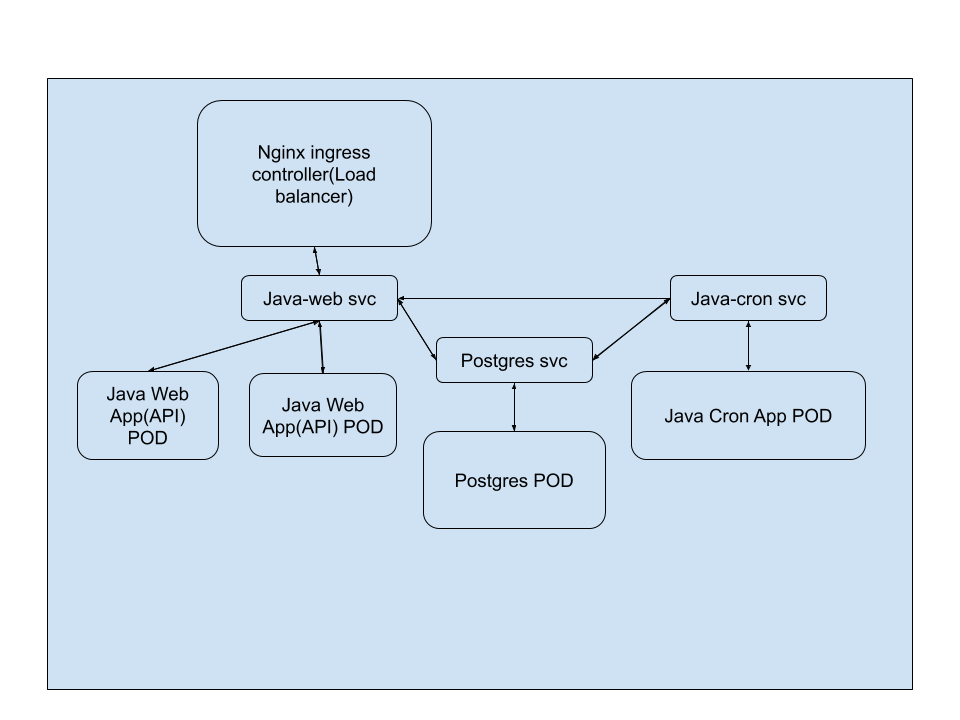 Nginx ingress
controller(Load
balancer)
Java-web svc
Java-cron svc
Postgres svc
Java Web
App(API)
POD
Java Web
App(API) POD
Java Cron App POD
Postgres POD